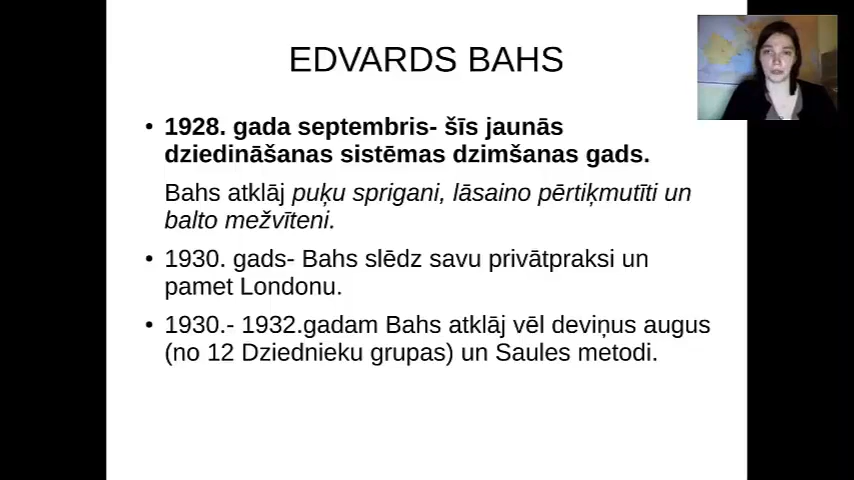 EDVARDS BAHS
• 1928. gada septembris- šīs jaunās
dziedināšanas sistēmas dzimšanas gads.
Bahs atklāj puķu sprigani, lāsaino pērtiķmutīti un
balto mežvīteni.
• 1930. gads- Bahs slēdz savu privātpraksi un
pamet Londonu.
• 1930.- 1932.gadam Bahs atklāj vēl deviņus augus
(no 12 Dziednieku grupas) un Saules metodi.